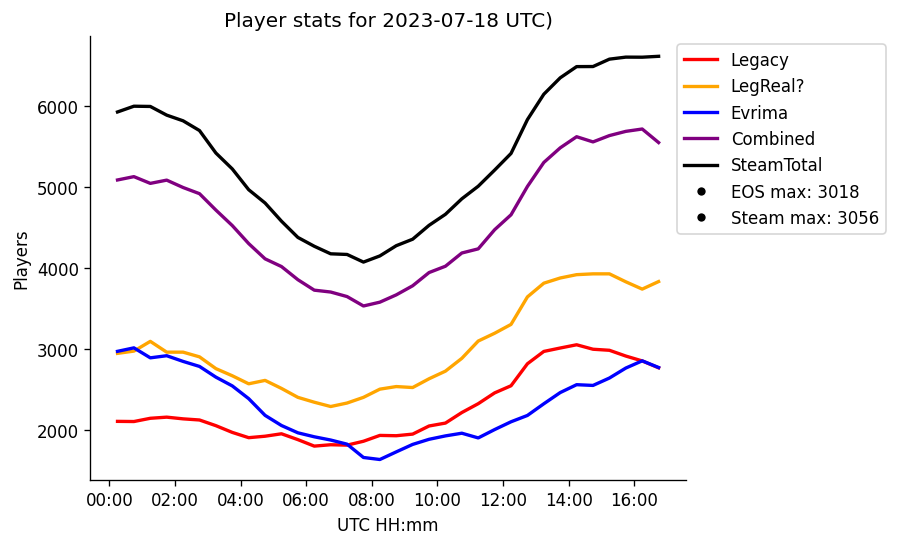 Player stats for 2023-07-18 UTC)
Legacy
LegReal?
Evrima
Combined
SteamTotal
EOS max: 3018
Steam max: 3056
Players
6000
5000
4000
3000
2000
00:00 02:00 04:00 06:00 08:00 10:00 12:00 14:00 16:00
UTC HH:mm